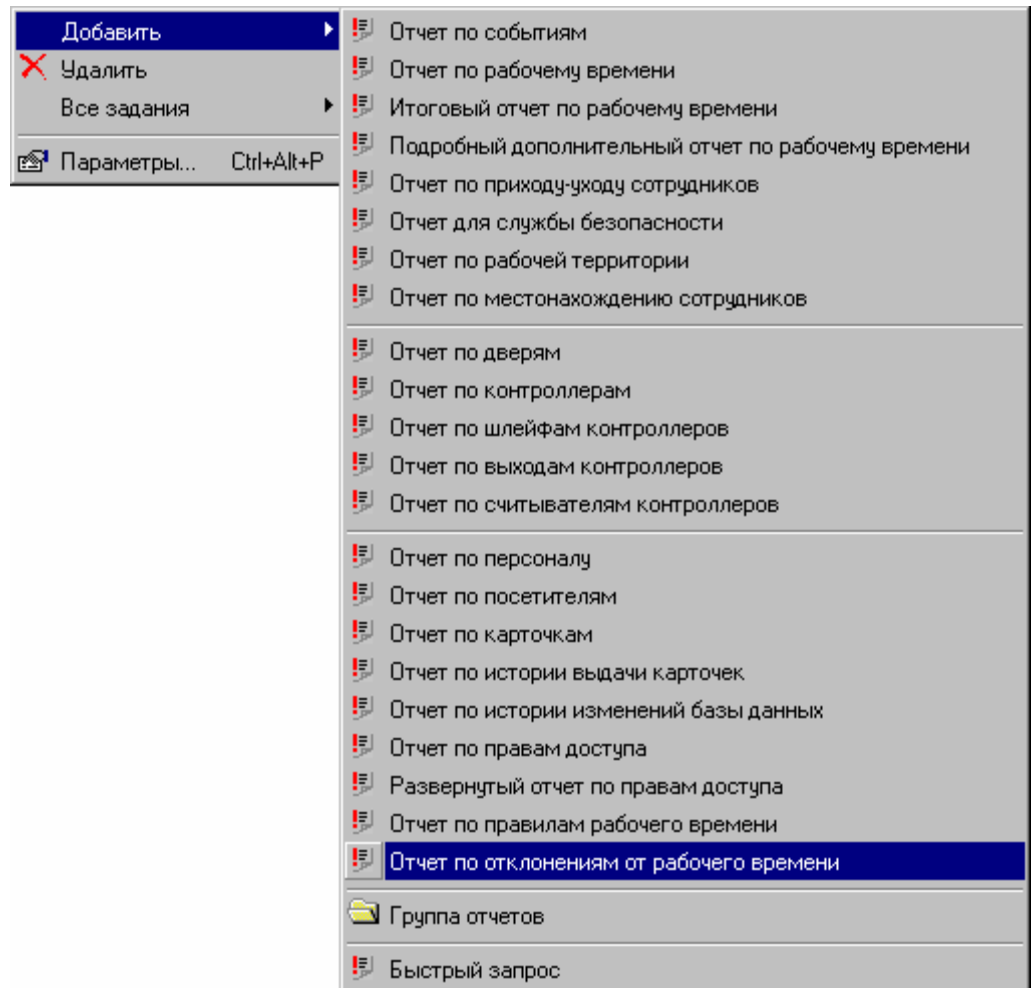 Добавить
Удалить
Все задания
Параметры... Ctrl+Alt+P
Отчет по событиям
Отчет по рабочему времени
Итоговый отчет по рабочему времени
Подробный дополнительный отчет по рабочему времени
Отчет по приходу-уходу сотрудников
Отчет для службы безопасности
Отчет по рабочей территории
Отчет по местонахождению сотрудников
Отчет по дверям
Отчет по контроллерам
Отчет по шлейфам контроллеров
Отчет по выходам контроллеров
Отчет по считывателям контроллеров
Отчет по персоналу
Отчет по посетителям
Отчет по карточкам
Отчет по истории выдачи карточек
Отчет по истории изменений базы данных
Отчет по правам доступа
Развернутый отчет по правам доступа
Отчет по правилам рабочего времени
Отчет по отклонениям от рабочего времени
Группа отчетов
Быстрый запрос